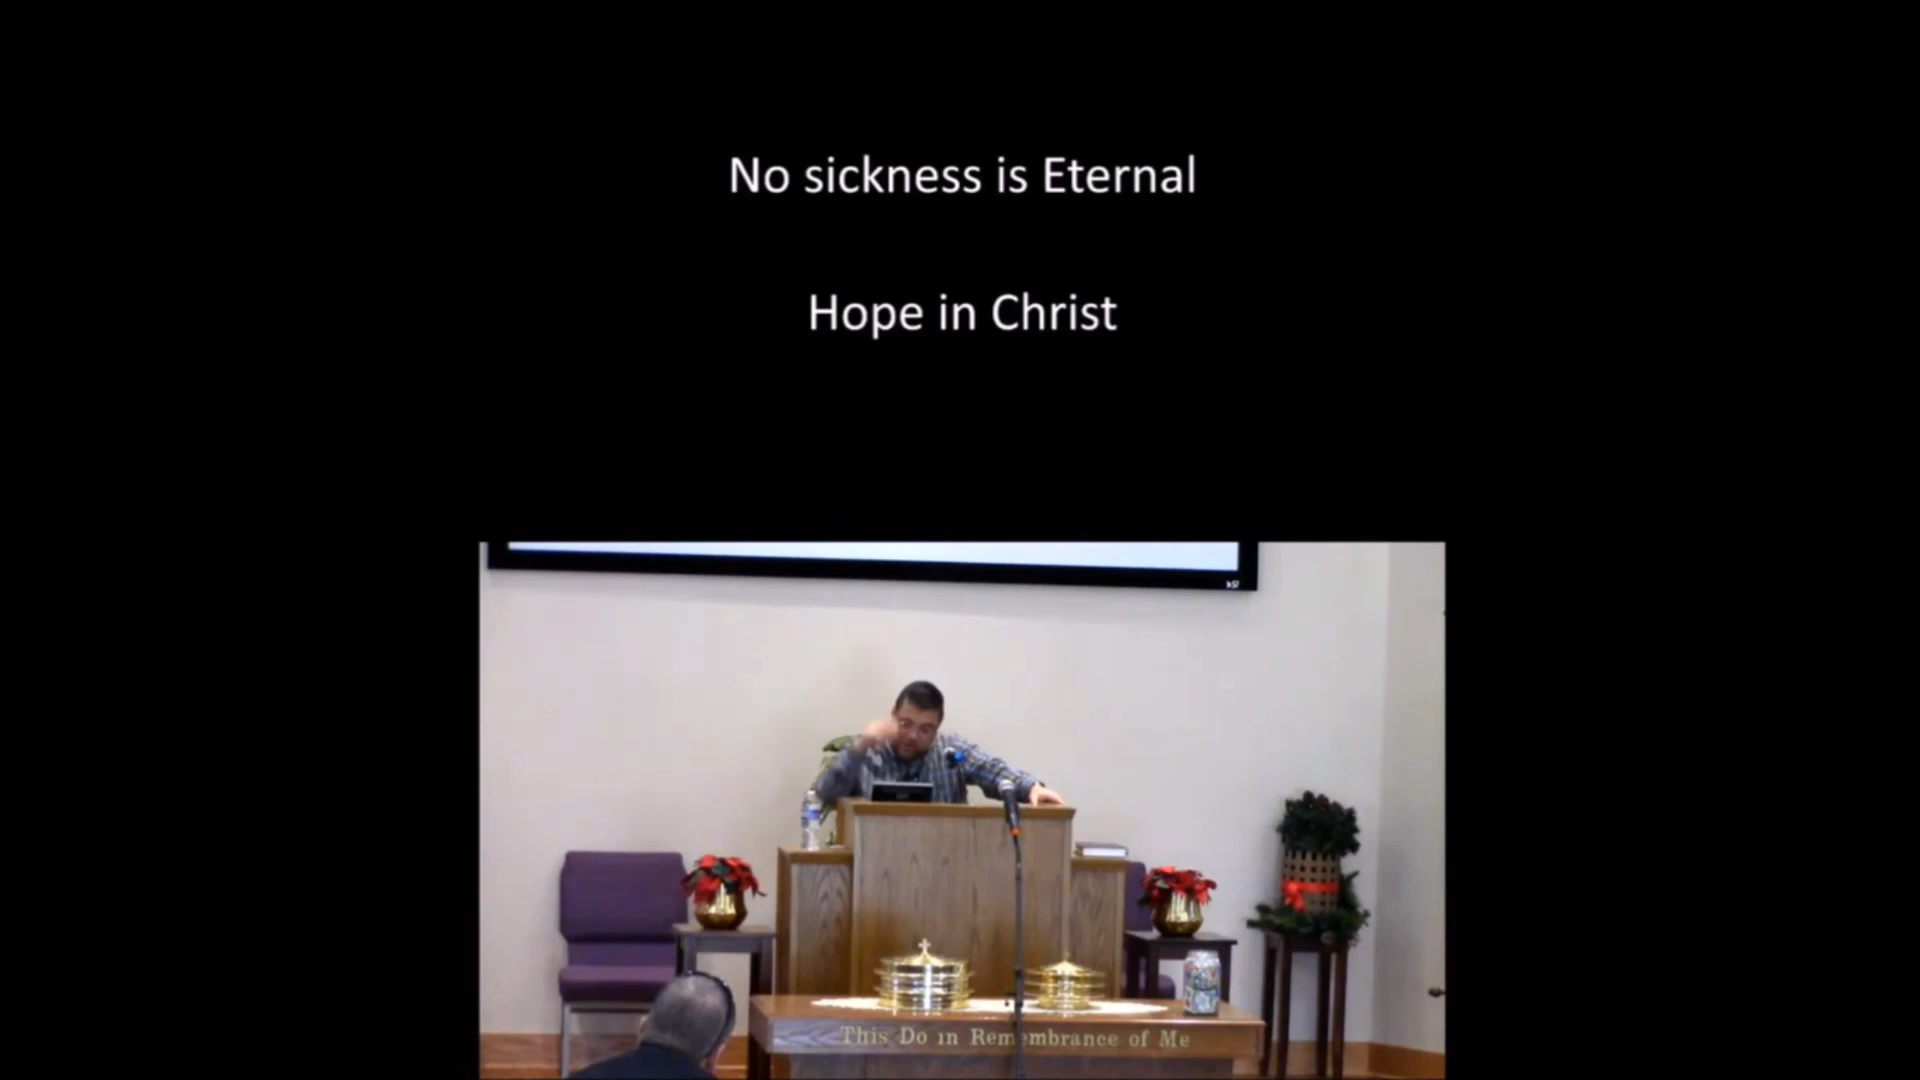 No sickness is Eternal
Hope in Christ
This Do in Remembrance of Me